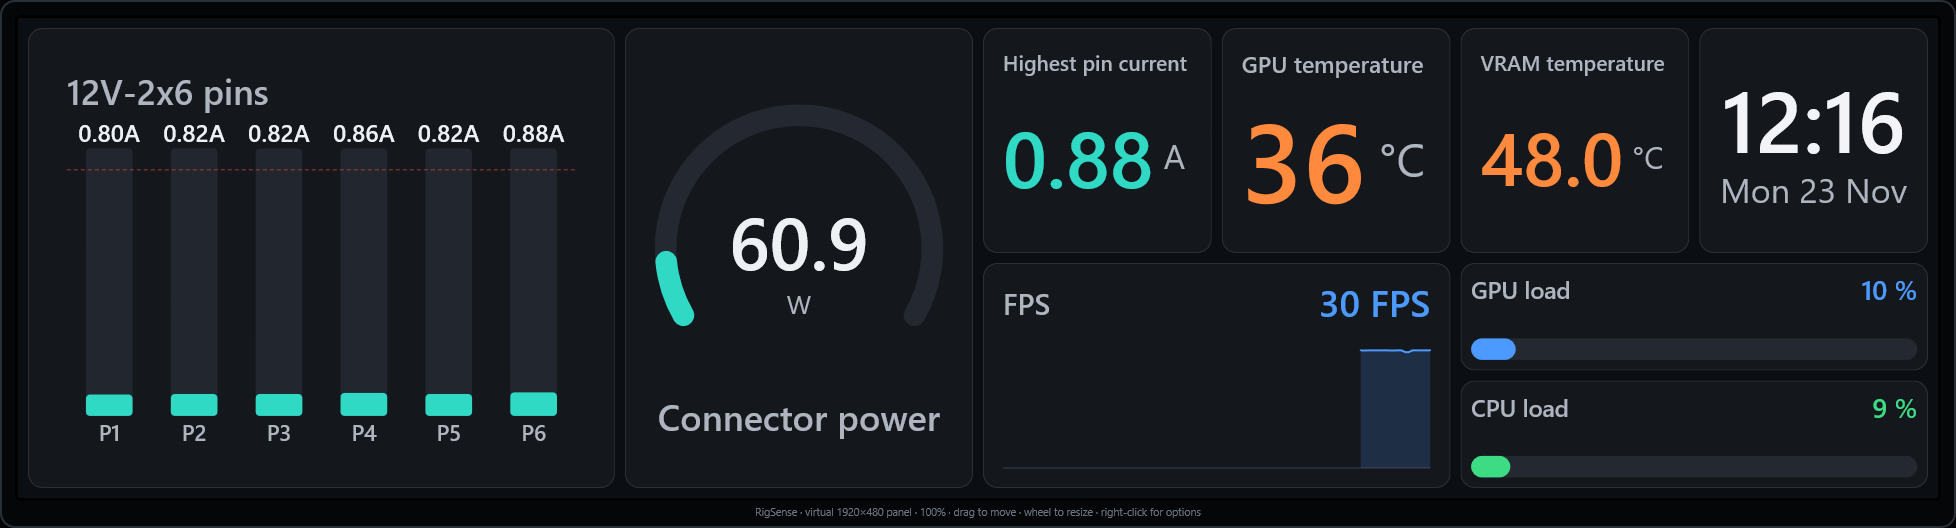 12V-2x6 pins
0.80A 0.82A 0.82A 0.86A 0.82A 0.88A
P1 P2 P3 P4 P5 P6
60.9
W
Connector power
Highest pin current
0.88 A
GPU temperature
36 °C
VRAM temperature
48.0 °C
12:16
Mon 23 Nov
FPS
30 FPS
GPU load
10 %
CPU load
9 %
RigSense · virtual 1920×480 panel · 100% · drag to move · wheel to resize · right-click for options